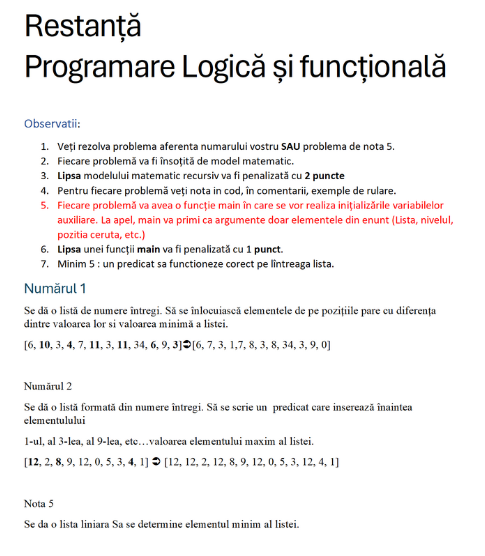 Restanță
Programare Logică și funcțională
Observatii:
1. Veți rezolva problema aferenta numarului vostru SAU problema de nota 5.
2. Fiecare problemă va fi însoțită de model matematic.
3. Lipsa modelului matematic recursiv va fi penalizată cu 2 puncte
4. Pentru fiecare problemă veți nota in cod, în comentarii, exemple de rulare.
5. Fiecare problemă va avea o funcție main în care se vor realiza inițializările variabilelor
auxiliare. La apel, main va primi ca argumente doar elementele din enunt (Lista, nivelul,
pozitia ceruta, etc.)
6. Lipsa unei funcții main va fi penalizată cu 1 punct.
7. Minim 5 : un predicat sa functioneze corect pe lîntreaga lista.
Numărul 1
Se dă o listă de numere întregi. Să se înlocuiască elementele de pe pozițiile pare cu diferența
dintre valoarea lor si valoarea minimă a listei.
[6, 10, 3, 4, 7, 11, 3, 11, 34, 6, 9, 3]➲[6, 7, 3, 1,7, 8, 3, 8, 34, 3, 9, 0]
Numărul 2
Se dă o listă formată din numere întregi. Să se scrie un predicat care inserează înaintea
elementulului
1-ul, al 3-lea, al 9-lea, etc…valoarea elementului maxim al listei.
[12, 2, 8, 9, 12, 0, 5, 3, 4, 1] ➲ [12, 12, 2, 12, 8, 9, 12, 0, 5, 3, 12, 4, 1]
Nota 5
Se da o lista liniara Sa se determine elementul minim al listei.